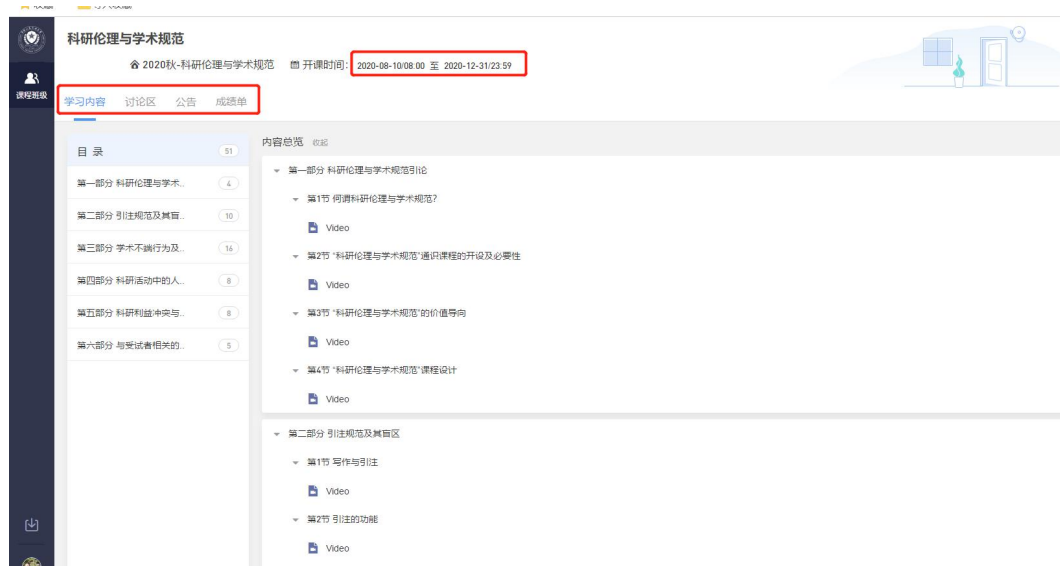 科研伦理与学术规范
2020秋-科研伦理与学术规范 开课时间: 2020-08-10/08:00 至 2020-12-31/23:59
课程班级
学习内容 讨论区 公告 成绩单
目录 51
第一部分 科研伦理与学术.. 4
第二部分 引注规范及其盲.. 10
第三部分 学术不端行为及.. 16
第四部分 科研活动中的人.. 8
第五部分 科研利益冲突与.. 8
第六部分 与受试者相关的.. 5
内容总览 收起
第一部分 科研伦理与学术规范引论
第1节 何谓科研伦理与学术规范?
Video
第2节 “科研伦理与学术规范”通识课程的开设及必要性
Video
第3节 “科研伦理与学术规范”的价值导向
Video
第4节 “科研伦理与学术规范”课程设计
Video
第二部分 引注规范及其盲区
第1节 写作与引注
Video
第2节 引注的功能
Video